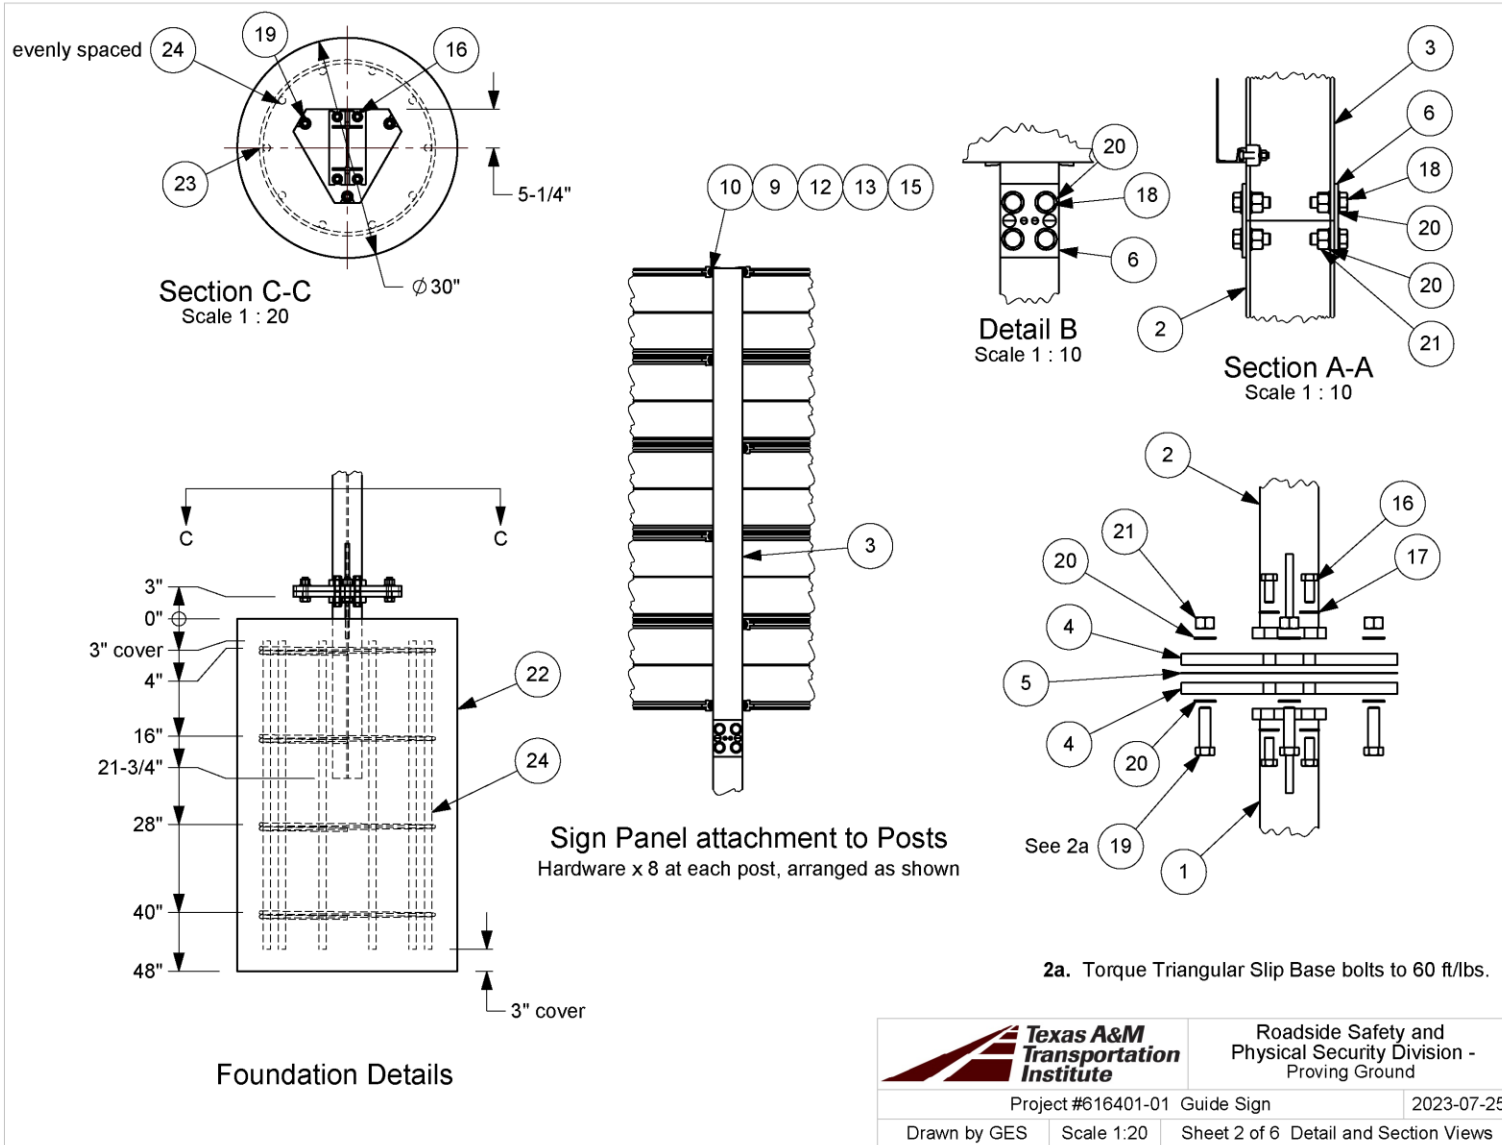 evenly spaced
24
19
16
23
5-1/4"
Ø 30"
Section C-C
Scale 1 : 20
10
9
12
13
15
20
18
6
Detail B
Scale 1 : 10
3
6
18
20
20
2
21
Section A-A
Scale 1 : 10
C
C
3"
0"
3" cover
4"
16"
21-3/4"
28"
40"
48"
22
24
3" cover
Foundation Details
3
Sign Panel attachment to Posts
Hardware x 8 at each post, arranged as shown
2
16
21
17
20
4
5
4
20
See 2a
19
1
2a. Torque Triangular Slip Base bolts to 60 ft/lbs.
Texas A&M
Transportation
Institute
Roadside Safety and
Physical Security Division -
Proving Ground
Project #616401-01 Guide Sign
2023-07-25
Drawn by GES
Scale 1:20
Sheet 2 of 6 Detail and Section Views